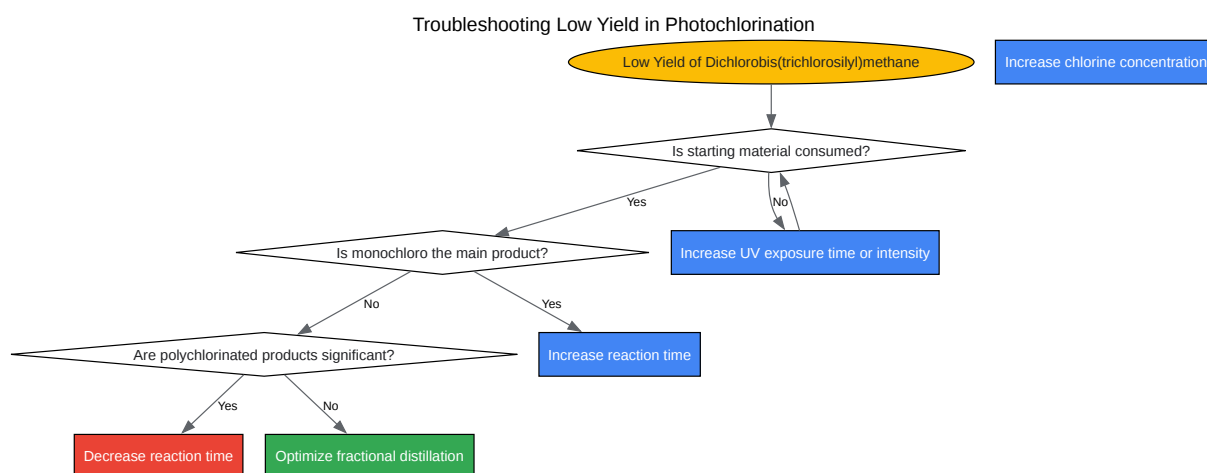 Troubleshooting Low Yield in Photochlorination
Low Yield of Dichlorobis(trichlorosilyl)methane
Increase chlorine concentration
Is starting material consumed?
Yes
No
Is monochloro the main product?
Increase UV exposure time or intensity
No
Yes
Are polychlorinated products significant?
Increase reaction time
Yes
No
Decrease reaction time
Optimize fractional distillation